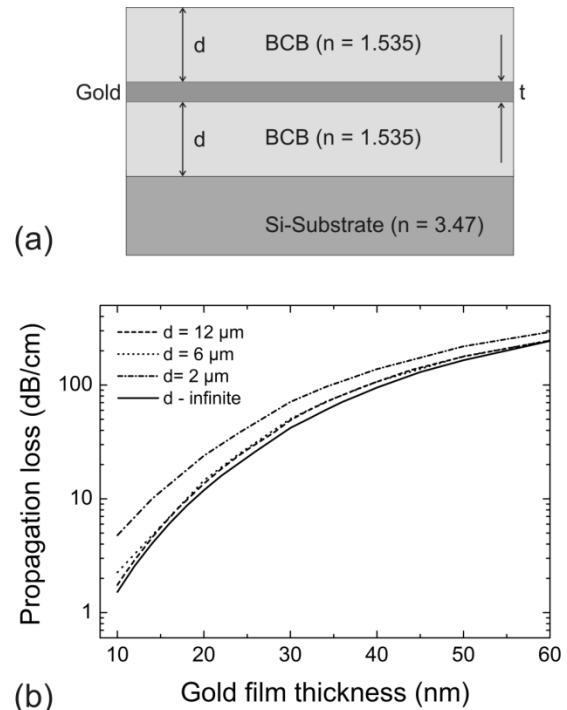 d
BCB (n = 1.535)
Gold
t
d
BCB (n = 1.535)
Si-Substrate (n = 3.47)
(a)
d = 12 μm
d = 6 μm
d= 2 μm
d - infinite
100
10
1
Propagation loss (dB/cm)
10 20 30 40 50 60
Gold film thickness (nm)
(b)